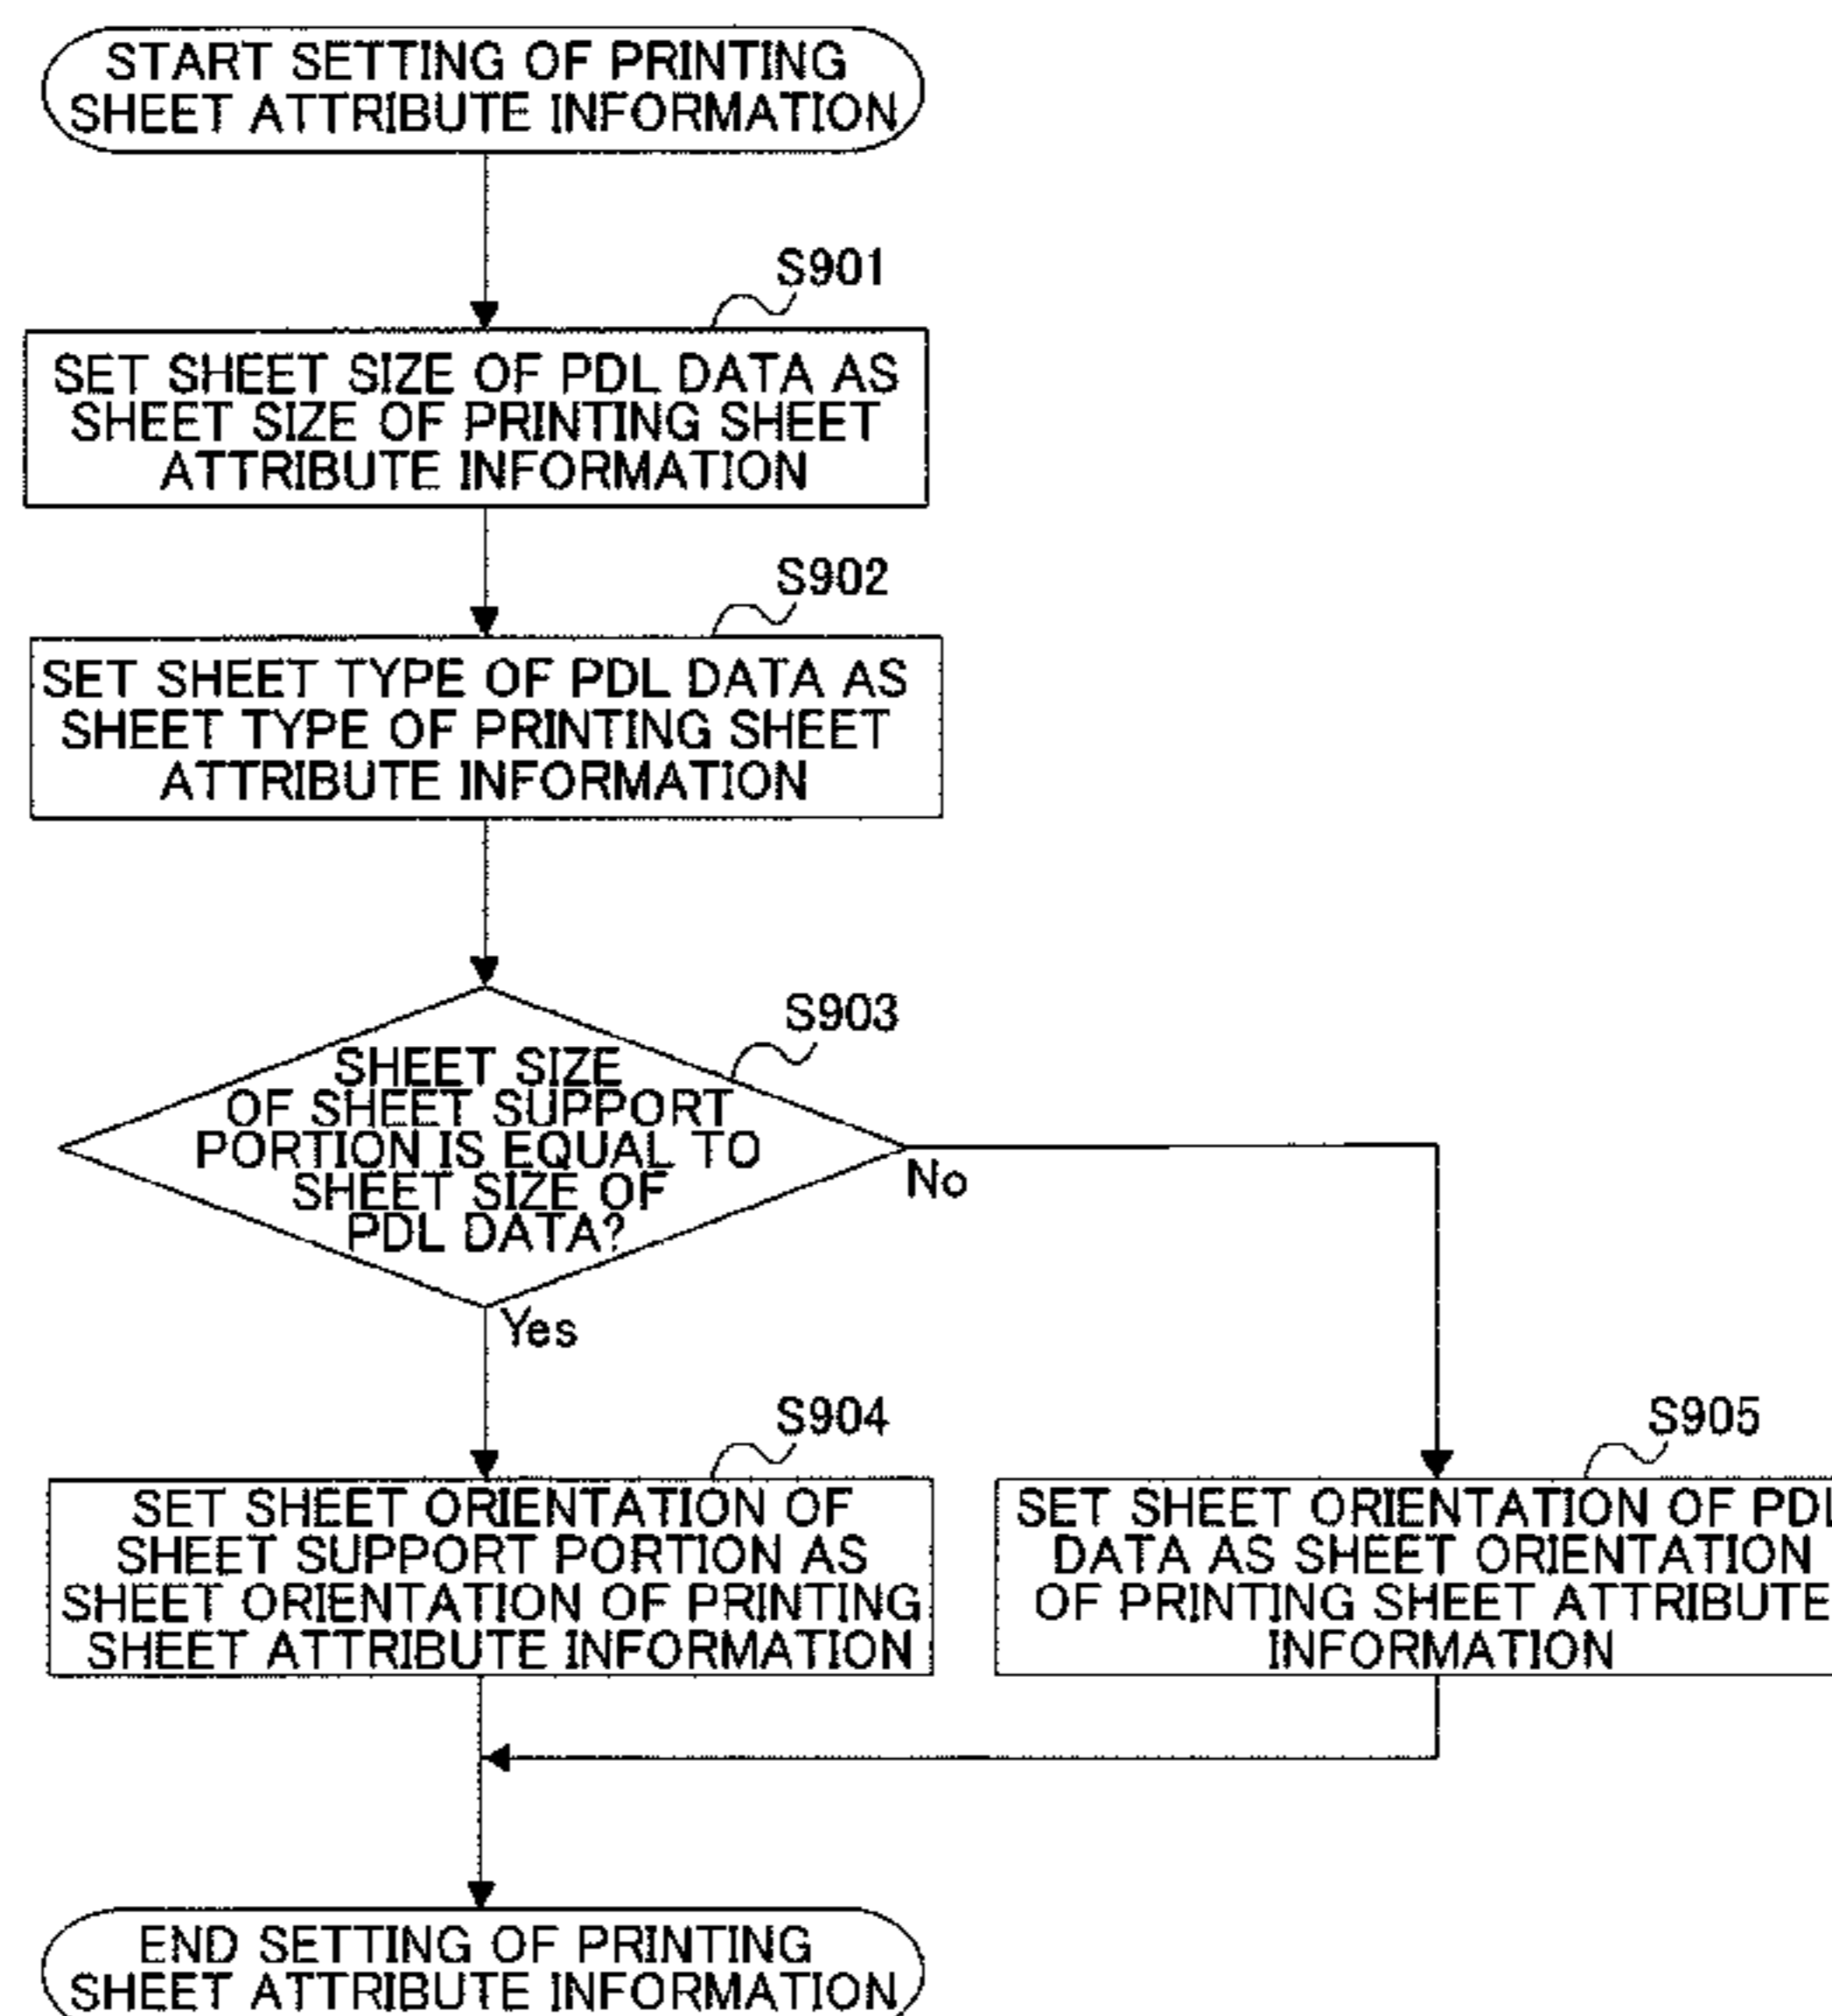 START SETTING OF PRINTING
SHEET ATTRIBUTE INFORMATION
S901
SET SHEET SIZE OF PDL DATA AS
SHEET SIZE OF PRINTING SHEET
ATTRIBUTE INFORMATION
S902
SET SHEET TYPE OF PDL DATA AS
SHEET TYPE OF PRINTING SHEET
ATTRIBUTE INFORMATION
S903
SHEET SIZE
OF SHEET SUPPORT
PORTION IS EQUAL TO
SHEET SIZE OF
PDL DATA?
No
Yes
S904
SET SHEET ORIENTATION OF
SHEET SUPPORT PORTION AS
SHEET ORIENTATION OF PRINTING
SHEET ATTRIBUTE INFORMATION
S905
SET SHEET ORIENTATION OF PDL
DATA AS SHEET ORIENTATION
OF PRINTING SHEET ATTRIBUTE
INFORMATION
END SETTING OF PRINTING
SHEET ATTRIBUTE INFORMATION